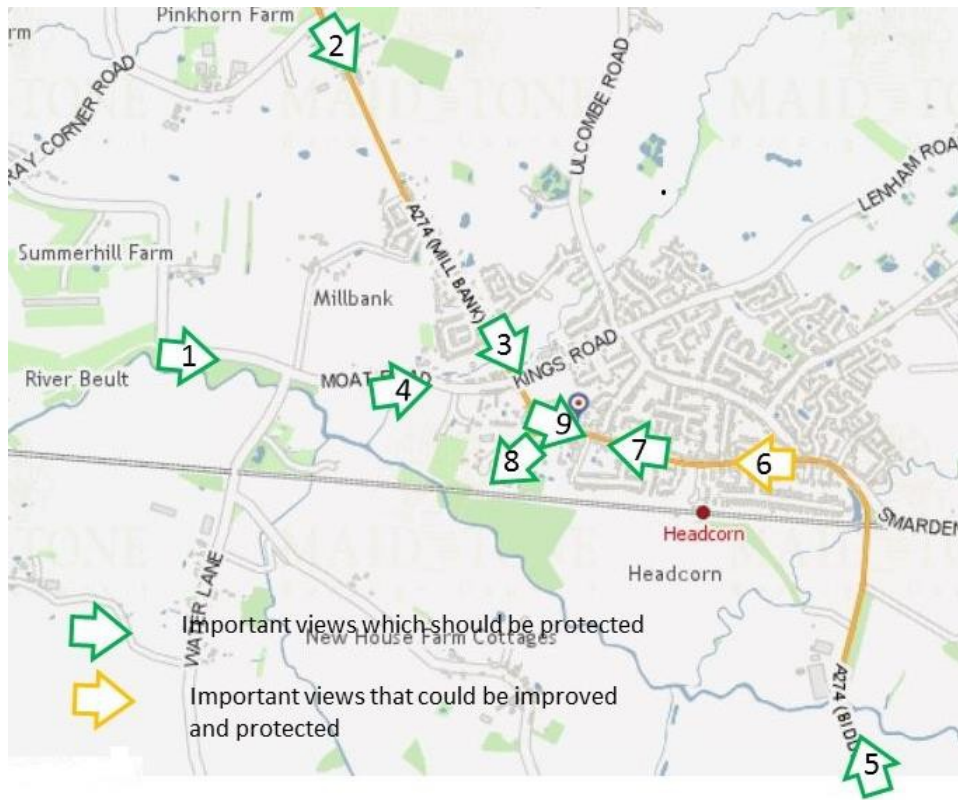 Pinkhorn Farm
rm
2
RAY CORNER ROAD
ULCOMBE ROAD
LENHAM ROA
A274 (MILL BANK)
Summerhill Farm
Millbank
3
KINGS ROAD
1
River Beult
MOAT
4
9
8
7
6
SMARDEN
Headcorn
Headcorn
WATER LANE
Important views which should be protected
New House Farm Cottages
Important views that could be improved
and protected
A274 (BIDD
5